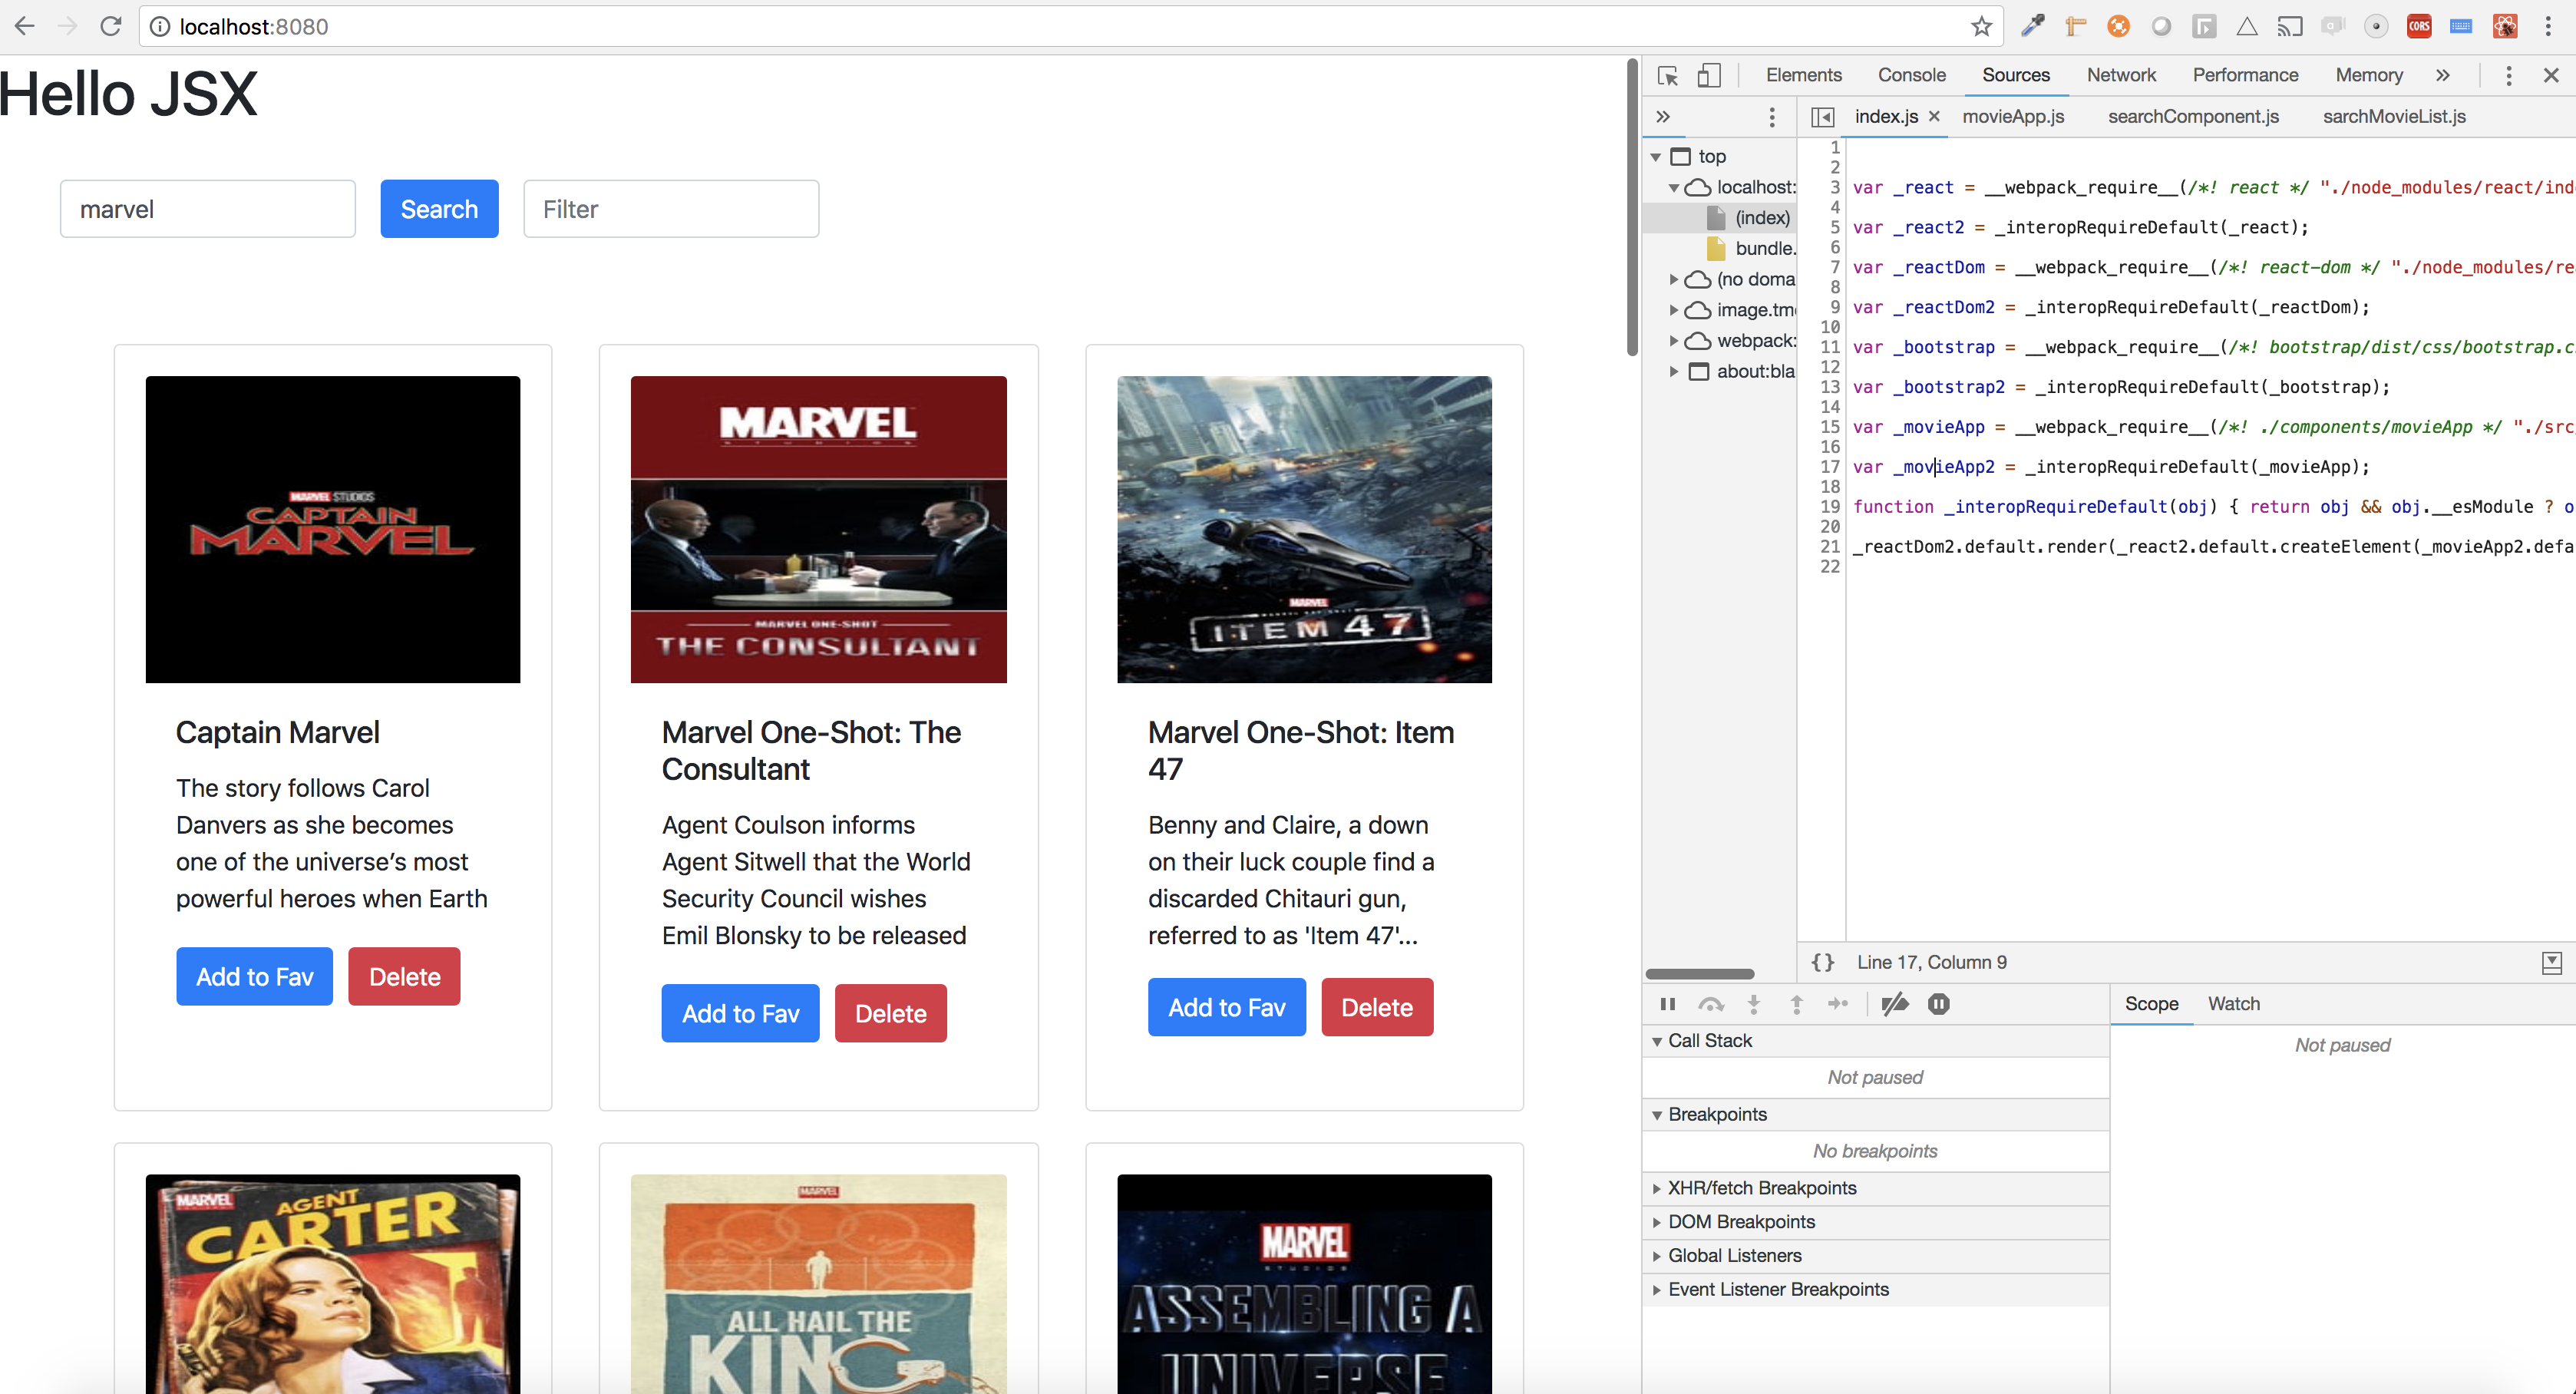 localhost:8080
CORS
Hello JSX
marvel
Search
Filter
MARVEL STUDIOS
CAPTAIN
MARVEL
Captain Marvel
The story follows Carol
Danvers as she becomes
one of the universe’s most
powerful heroes when Earth
Add to Fav
Delete
MARVEL
STUDIOS
MARVEL ONE-SHOT
THE CONSULTANT
Marvel One-Shot: The
Consultant
Agent Coulson informs
Agent Sitwell that the World
Security Council wishes
Emil Blonsky to be released
Add to Fav
Delete
MARVEL
ITEM 47
Marvel One-Shot: Item
47
Benny and Claire, a down
on their luck couple find a
discarded Chitauri gun,
referred to as 'Item 47'...
Add to Fav
Delete
MARVEL
AGENT
CARTER
MARVEL
ALL HAIL THE
KING
MARVEL
STUDIOS
ASSEMBLING A
UNIVERSE
Elements Console Sources Network Performance Memory »
» index.js × movieApp.js searchComponent.js sarchMovieList.js
top
localhost:
(index)
bundle.
(no doma
image.tm
webpack:
about:bla
1
2
3 var _react = __webpack_require__(/*! react */ "./node_modules/react/ind
4
5 var _react2 = _interopRequireDefault(_react);
6
7 var _reactDom = __webpack_require__(/*! react-dom */ "./node_modules/re
8
9 var _reactDom2 = _interopRequireDefault(_reactDom);
10
11 var _bootstrap = __webpack_require__(/*! bootstrap/dist/css/bootstrap.c
12
13 var _bootstrap2 = _interopRequireDefault(_bootstrap);
14
15 var _movieApp = __webpack_require__(/*! ./components/movieApp */ "./src
16
17 var _movieApp2 = _interopRequireDefault(_movieApp);
18
19 function _interopRequireDefault(obj) { return obj && obj.__esModule ? o
20
21 _reactDom2.default.render(_react2.default.createElement(_movieApp2.defa
22
{} Line 17, Column 9
Call Stack
Not paused
Breakpoints
No breakpoints
XHR/fetch Breakpoints
DOM Breakpoints
Global Listeners
Event Listener Breakpoints
Scope Watch
Not paused